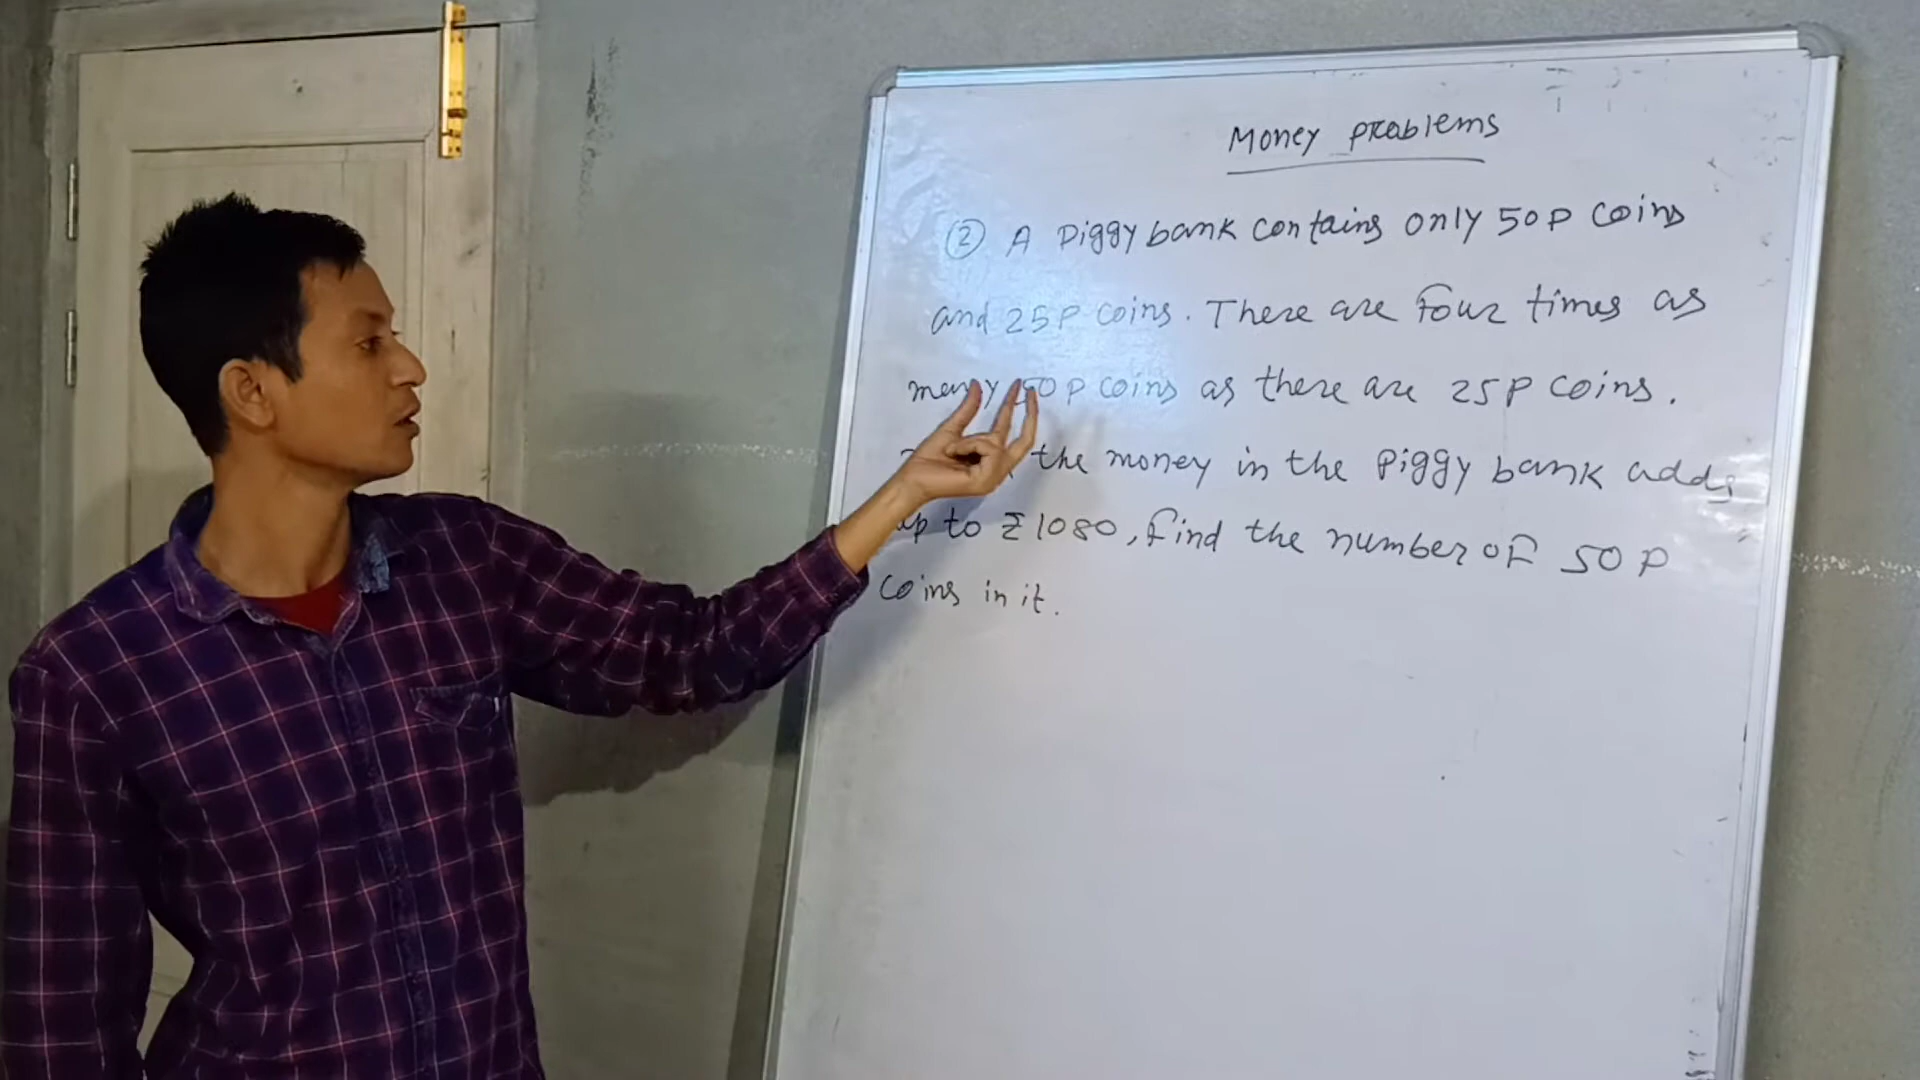 Money problems
② A Piggy bank contains only 50P coins
and 25P coins. There are four times as
many 50P coins as there are 25P coins.
the money in the Piggy bank adds
up to ₹1080, find the number of 50P
coins in it.